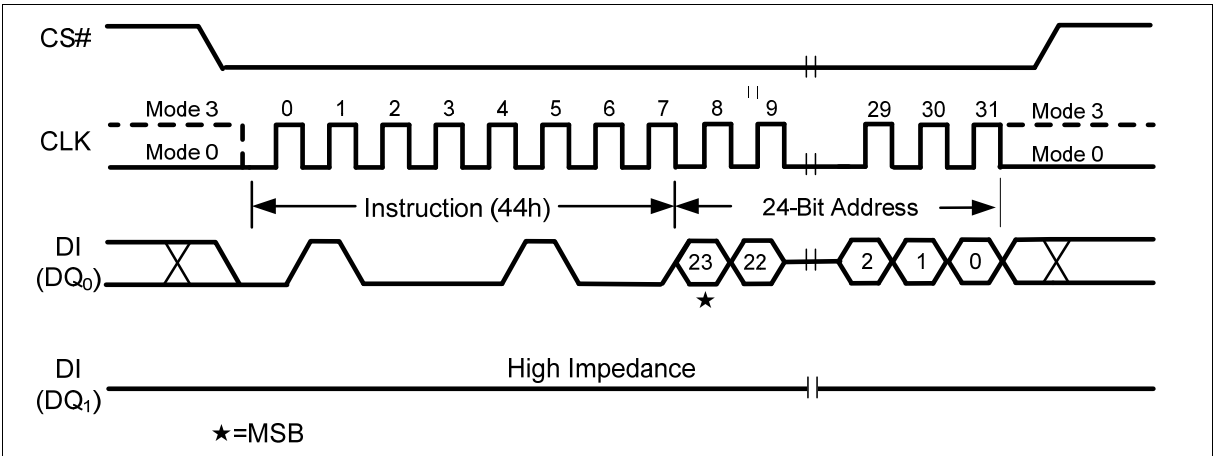 CS#
Mode 3 0 1 2 3 4 5 6 7 8 9 29 30 31 Mode 3
CLK
Mode 0 Mode 0
Instruction (44h) 24-Bit Address
DI
(DQ0) 23 22 2 1 0
★
High Impedance
DI
(DQ1)
★=MSB